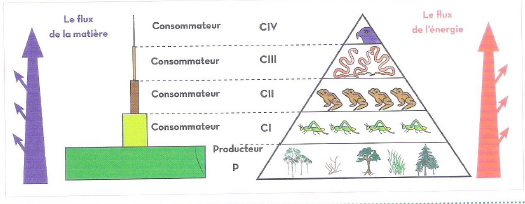 Le flux
de la matière
Consommateur CIV
Le flux
de l'énergie
Consommateur CIII
Consommateur CII
Consommateur CI
Producteur
P